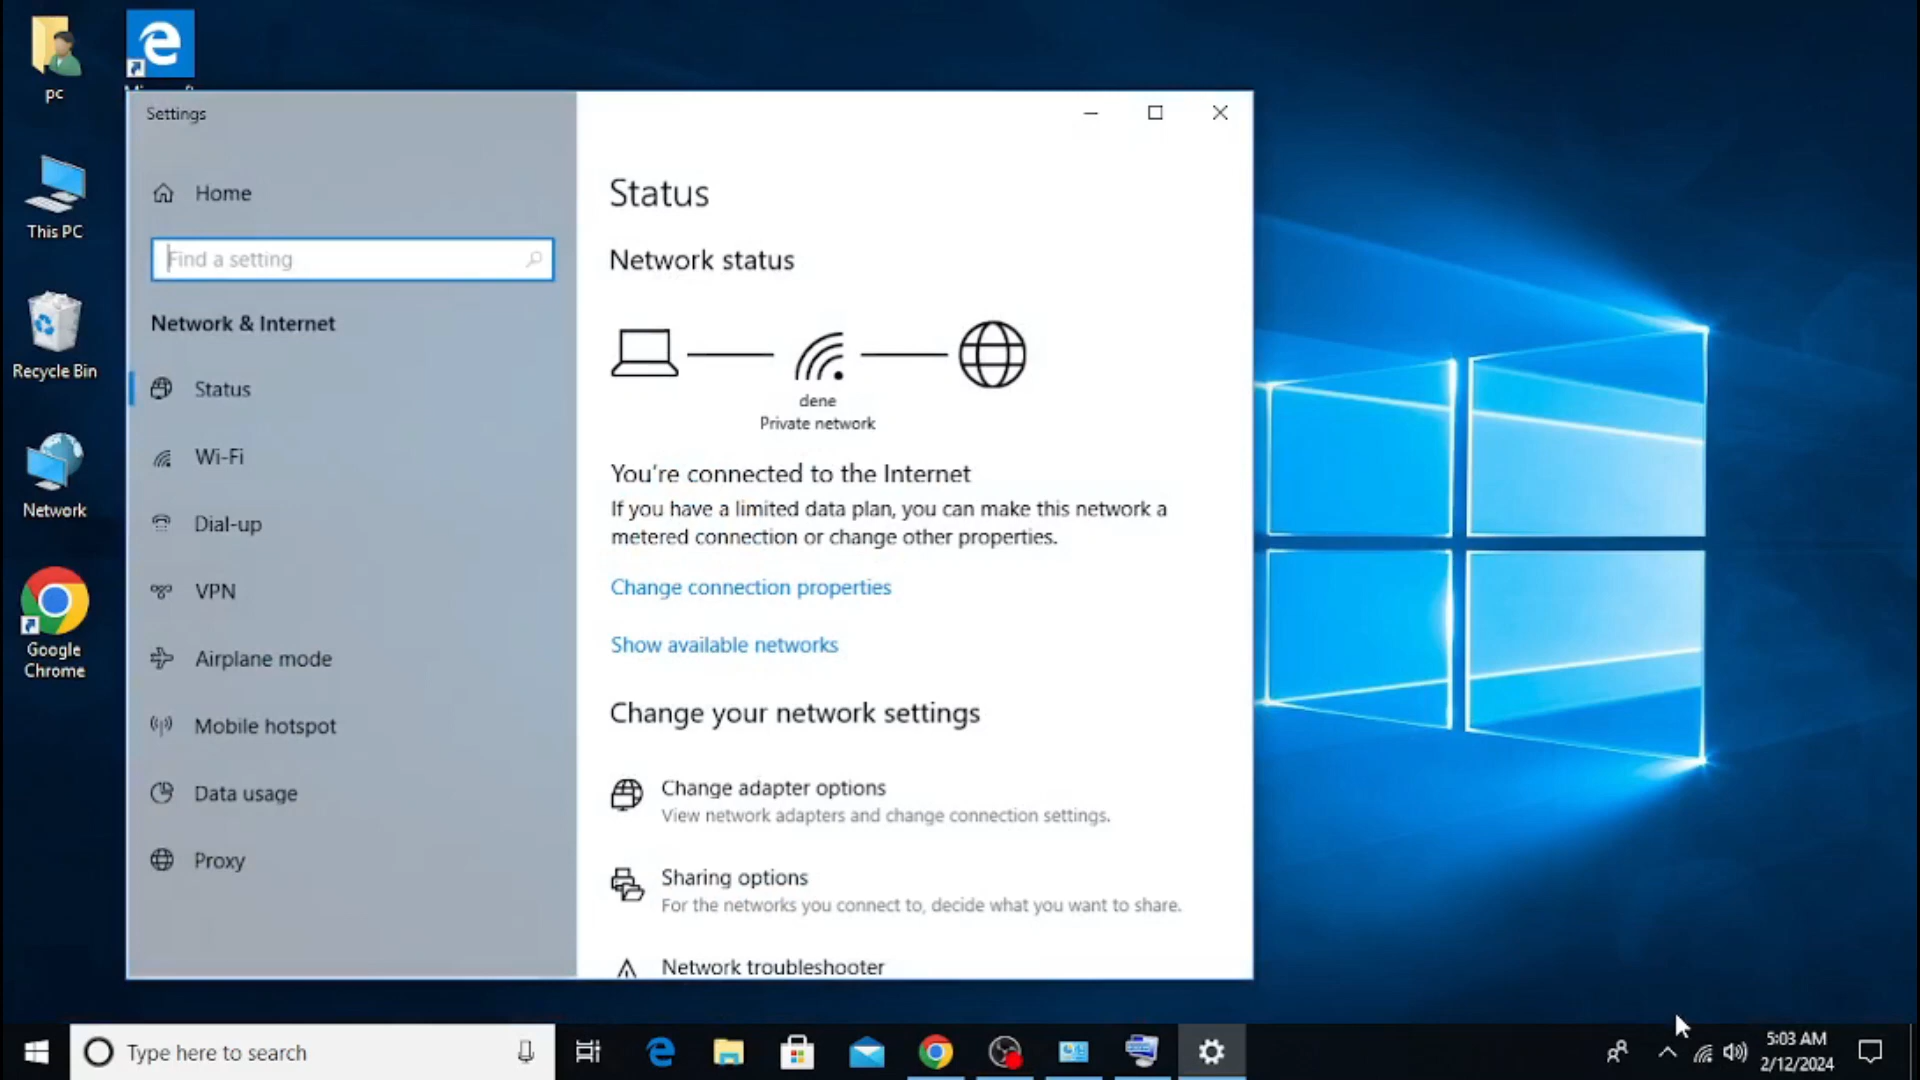 pc
This PC
Recycle Bin
Network
Google
Chrome
Settings
Home
Find a setting
Network & Internet
Status
Wi-Fi
Dial-up
VPN
Airplane mode
Mobile hotspot
Data usage
Proxy
Status
Network status
dene
Private network
You're connected to the Internet
If you have a limited data plan, you can make this network a
metered connection or change other properties.
Change connection properties
Show available networks
Change your network settings
Change adapter options
View network adapters and change connection settings.
Sharing options
For the networks you connect to, decide what you want to share.
Network troubleshooter
Type here to search
5:03 AM
2/12/2024